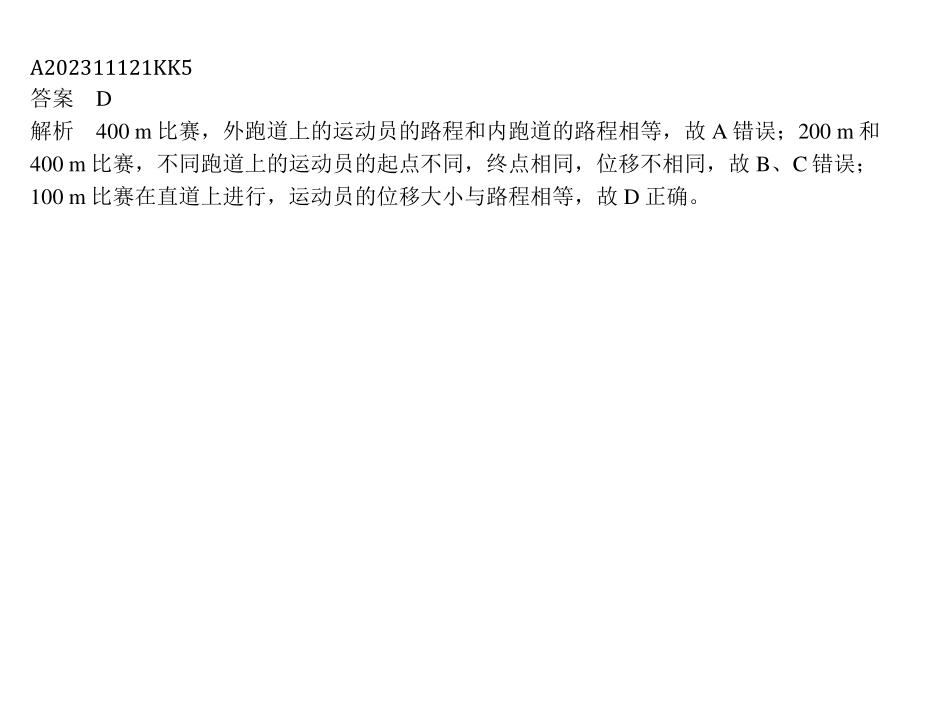 A202311121KK5
答案　D
解析　400 m 比赛，外跑道上的运动员的路程和内跑道的路程相等，故 A 错误；200 m 和
400 m 比赛，不同跑道上的运动员的起点不同，终点相同，位移不相同，故 B、C 错误；
100 m 比赛在直道上进行，运动员的位移大小与路程相等，故 D 正确。